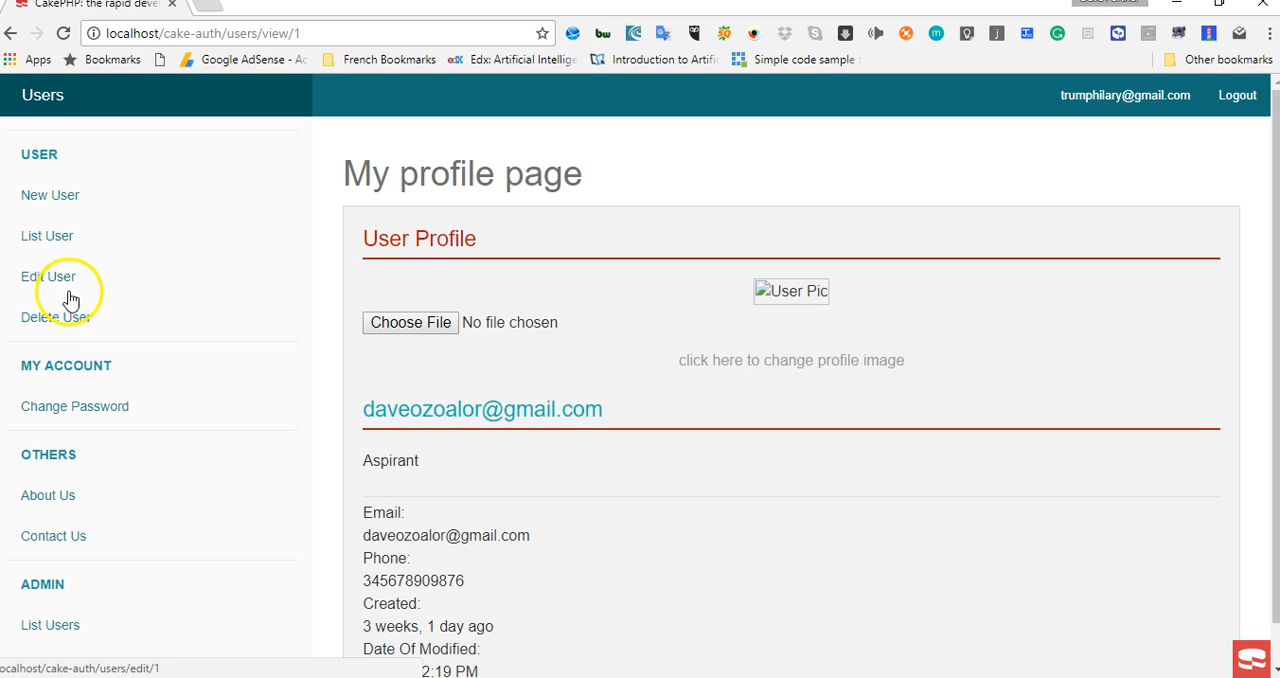 CakePHP: the rapid deve
localhost/cake-auth/users/view/1
Apps Bookmarks Google AdSense - Ac French Bookmarks edX Edx: Artificial Intellige Introduction to Artific Simple code sample Other bookmarks
Users trumphilary@gmail.com Logout
USER
New User
List User
Edit User
Delete User
MY ACCOUNT
Change Password
OTHERS
About Us
Contact Us
ADMIN
List Users
My profile page
User Profile
User Pic
Choose File No file chosen
click here to change profile image
daveozoalor@gmail.com
Aspirant
Email:
daveozoalor@gmail.com
Phone:
345678909876
Created:
3 weeks, 1 day ago
Date Of Modified:
2:19 PM
ocalhost/cake-auth/users/edit/1